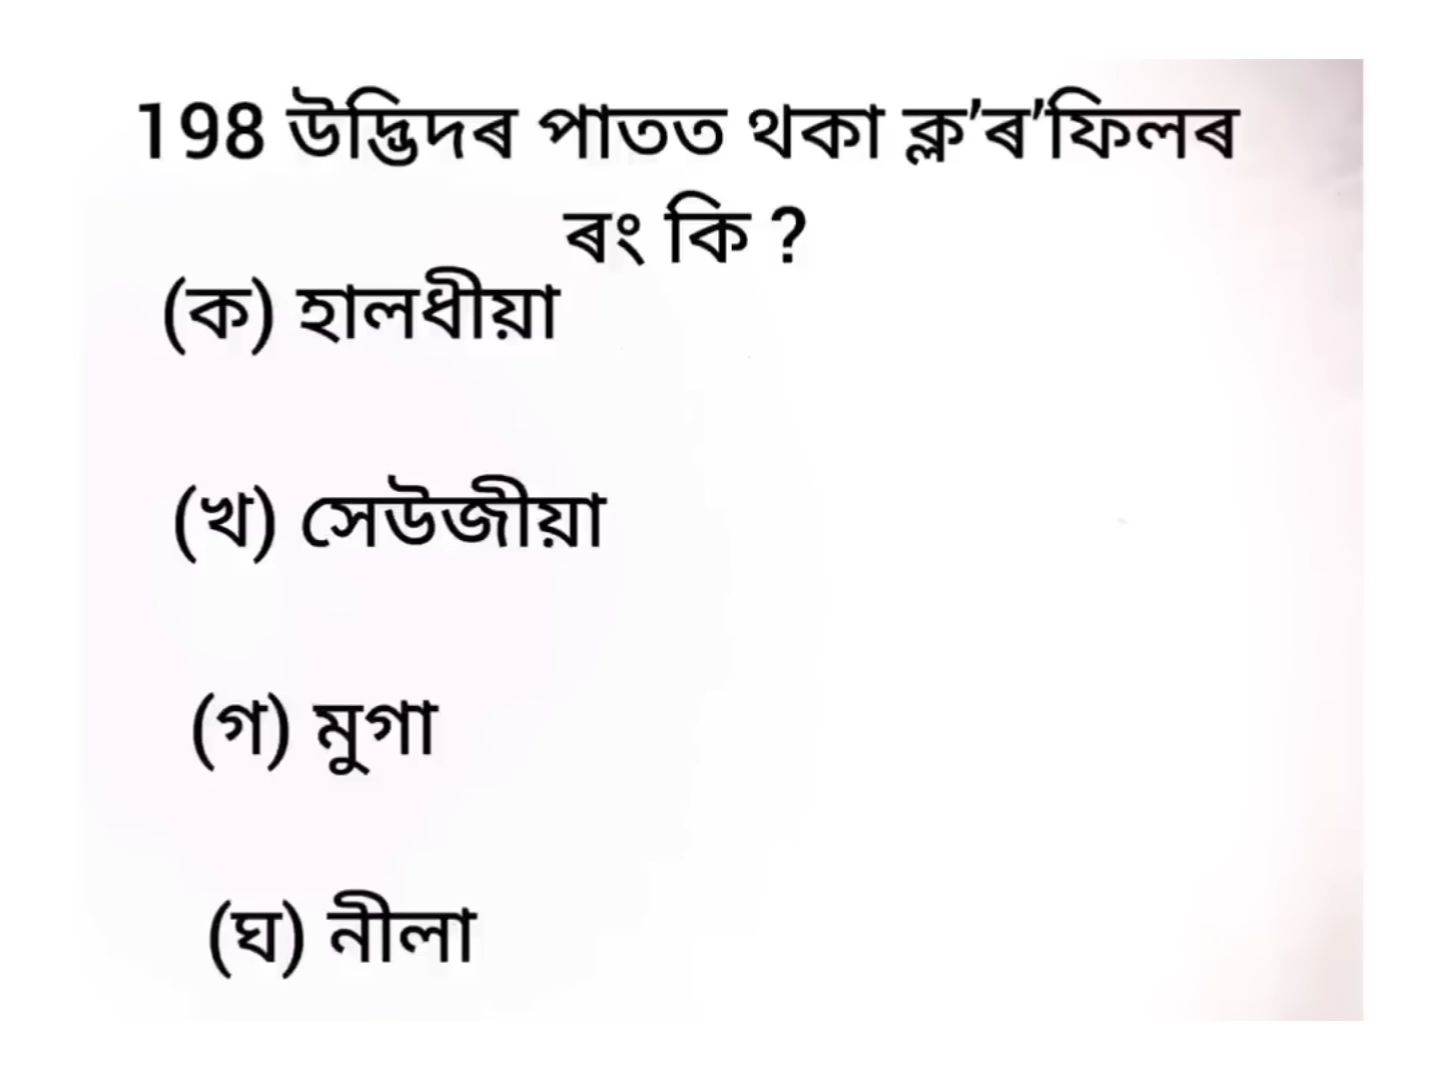 198 উদ্ভিদৰ পাতত থকা ক্ল'ৰ'ফিলৰ
ৰং কি ?
(ক) হালধীয়া
(খ) সেউজীয়া
(গ) মুগা
(ঘ) নীলা